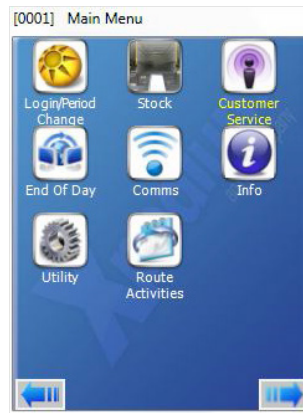 [0001] Main Menu
Login/Period
Change
Stock
Customer
Service
End Of Day
Comms
Info
Utility
Route
Activities